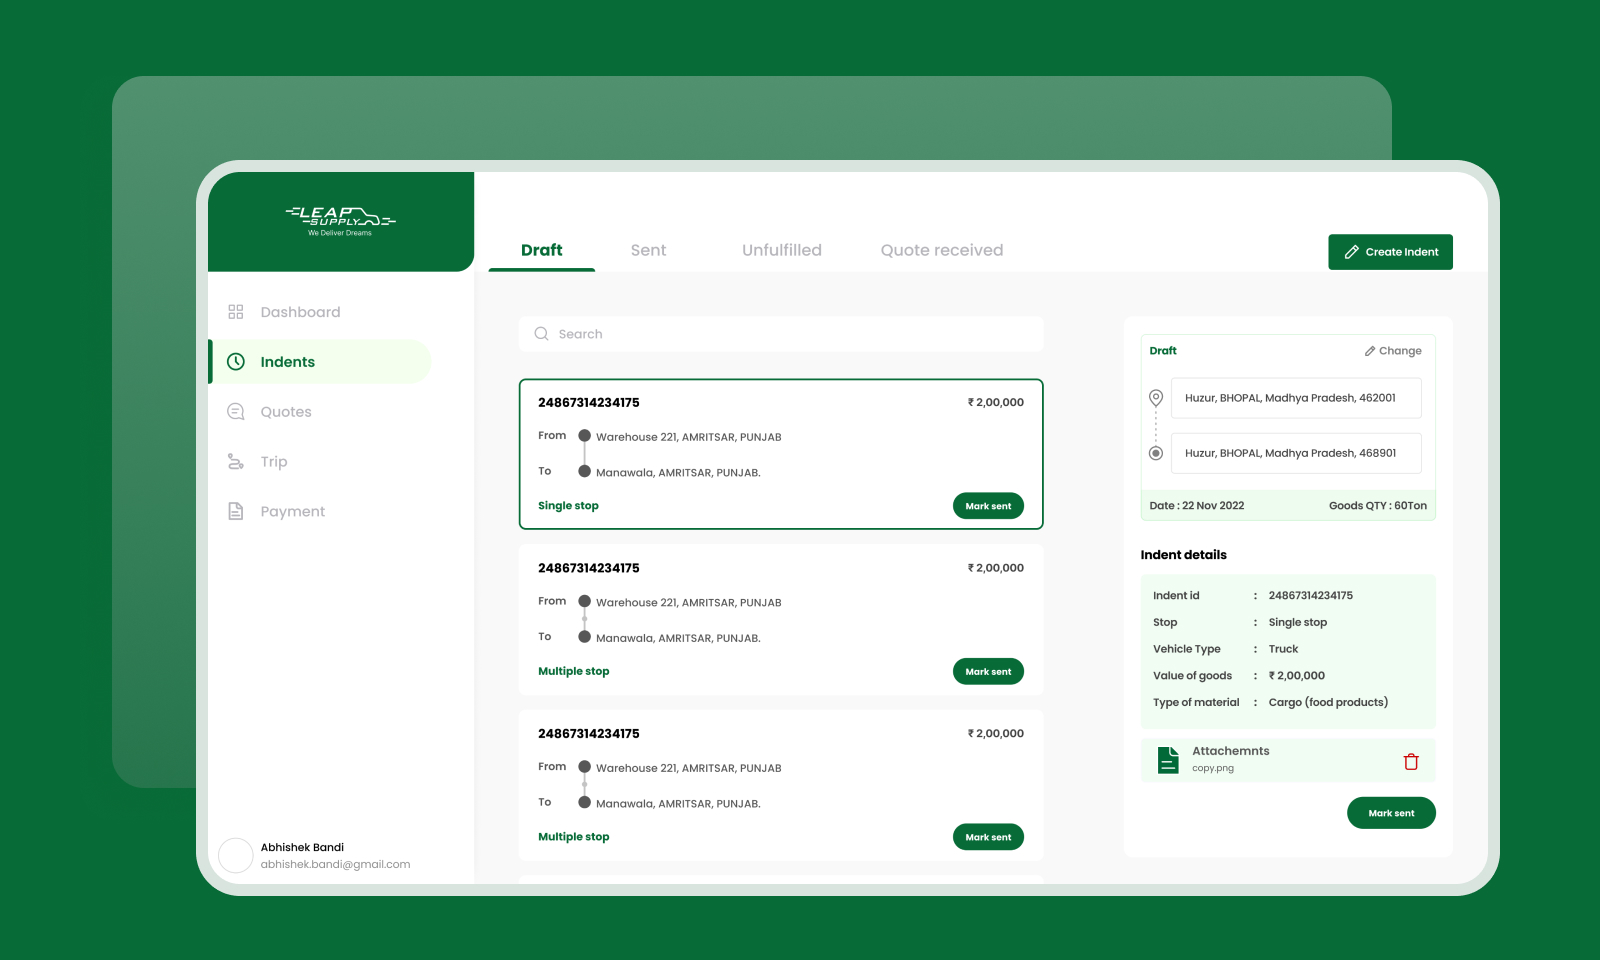 LEAP
SUPPLY
We Deliver Dreams
Draft
Sent
Unfulfilled
Quote received
Create Indent
Dashboard
Indents
Quotes
Trip
Payment
Abhishek Bandi
abhishek.bandi@gmail.com
Search
24867314234175
₹ 2,00,000
From
Warehouse 221, AMRITSAR, PUNJAB
To
Manawala, AMRITSAR, PUNJAB.
Single stop
Mark sent
24867314234175
₹ 2,00,000
From
Warehouse 221, AMRITSAR, PUNJAB
To
Manawala, AMRITSAR, PUNJAB.
Multiple stop
Mark sent
24867314234175
₹ 2,00,000
From
Warehouse 221, AMRITSAR, PUNJAB
To
Manawala, AMRITSAR, PUNJAB.
Multiple stop
Mark sent
Draft
Change
Huzur, BHOPAL, Madhya Pradesh, 462001
Huzur, BHOPAL, Madhya Pradesh, 468901
Date : 22 Nov 2022
Goods QTY : 60Ton
Indent details
Indent id : 24867314234175
Stop : Single stop
Vehicle Type : Truck
Value of goods : ₹ 2,00,000
Type of material : Cargo (food products)
Attachemnts
copy.png
Mark sent